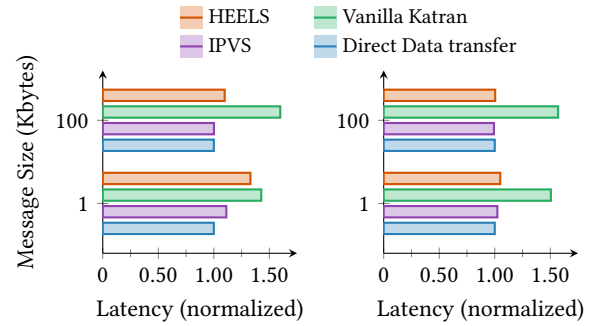 HEELS
Vanilla Katran
IPVS
Direct Data transfer
Message Size (Kbytes)
100
1
0 0.50 1.00 1.50
Latency (normalized)
100
1
0 0.50 1.00 1.50
Latency (normalized)